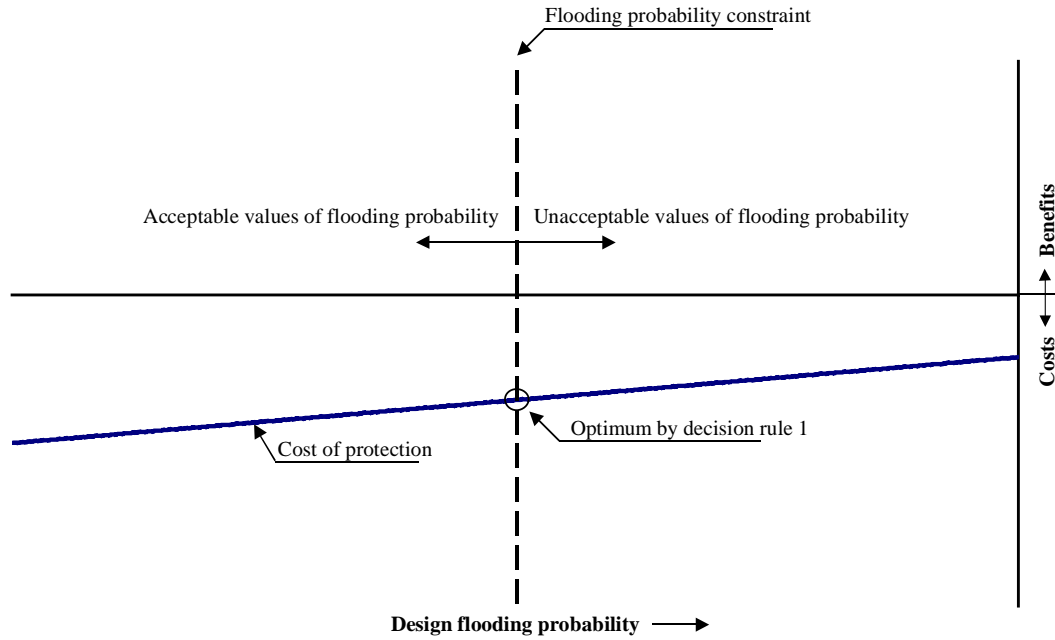 Flooding probability constraint
Acceptable values of flooding probability
Unacceptable values of flooding probability
Benefits
Costs
Optimum by decision rule 1
Cost of protection
Design flooding probability